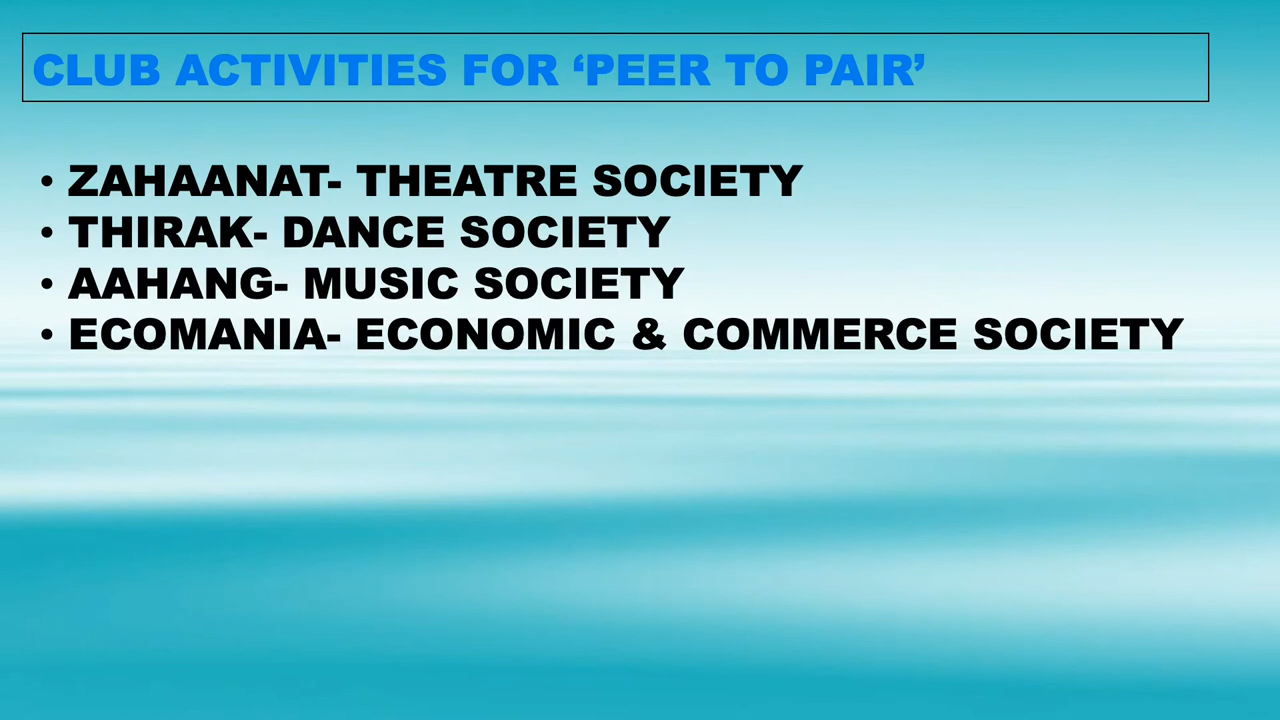 CLUB ACTIVITIES FOR ‘PEER TO PAIR’
• ZAHAANAT- THEATRE SOCIETY
• THIRAK- DANCE SOCIETY
• AAHANG- MUSIC SOCIETY
• ECOMANIA- ECONOMIC & COMMERCE SOCIETY